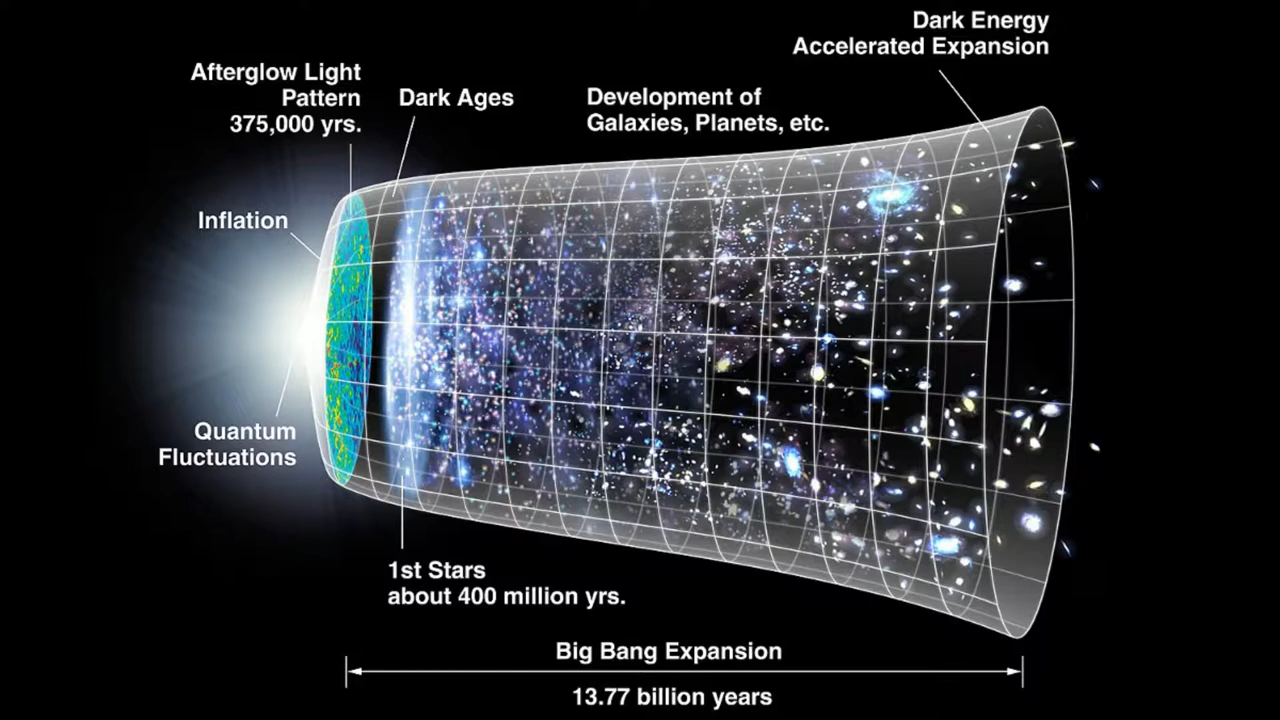 Dark Energy
Accelerated Expansion
Afterglow Light
Pattern
375,000 yrs.
Dark Ages
Development of
Galaxies, Planets, etc.
Inflation
Quantum
Fluctuations
1st Stars
about 400 million yrs.
Big Bang Expansion
13.77 billion years